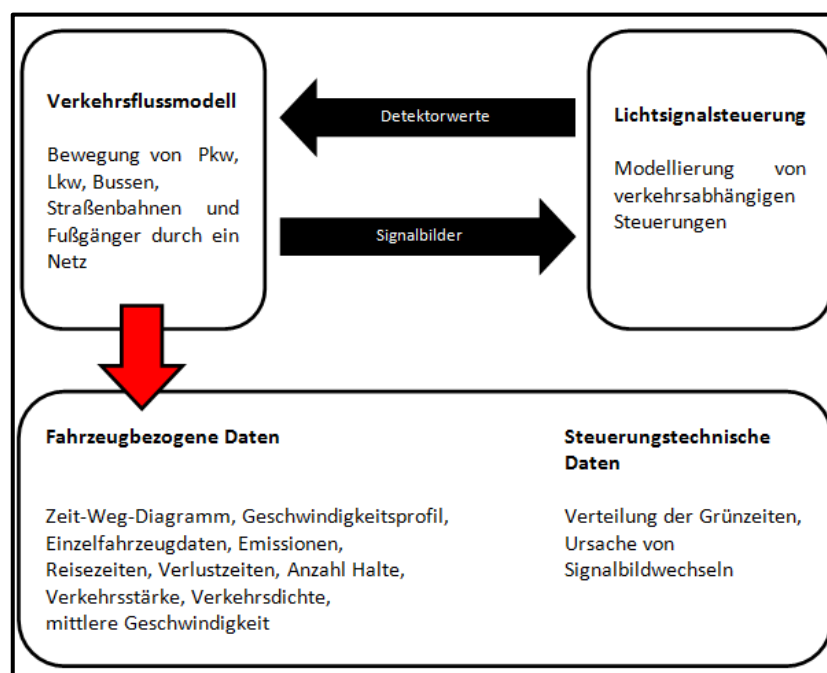 Verkehrsflussmodell
Bewegung von Pkw,
Lkw, Bussen,
Straßenbahnen und
Fußgänger durch ein
Netz
Detektorwerte
Signalbilder
Lichtsignalsteuerung
Modellierung von
verkehrsabhängigen
Steuerungen
Fahrzeugbezogene Daten
Zeit-Weg-Diagramm, Geschwindigkeitsprofil,
Einzelfahrzeugdaten, Emissionen,
Reisezeiten, Verlustzeiten, Anzahl Halte,
Verkehrsstärke, Verkehrsdichte,
mittlere Geschwindigkeit
Steuerungstechnische
Daten
Verteilung der Grünzeiten,
Ursache von
Signalbildwechseln